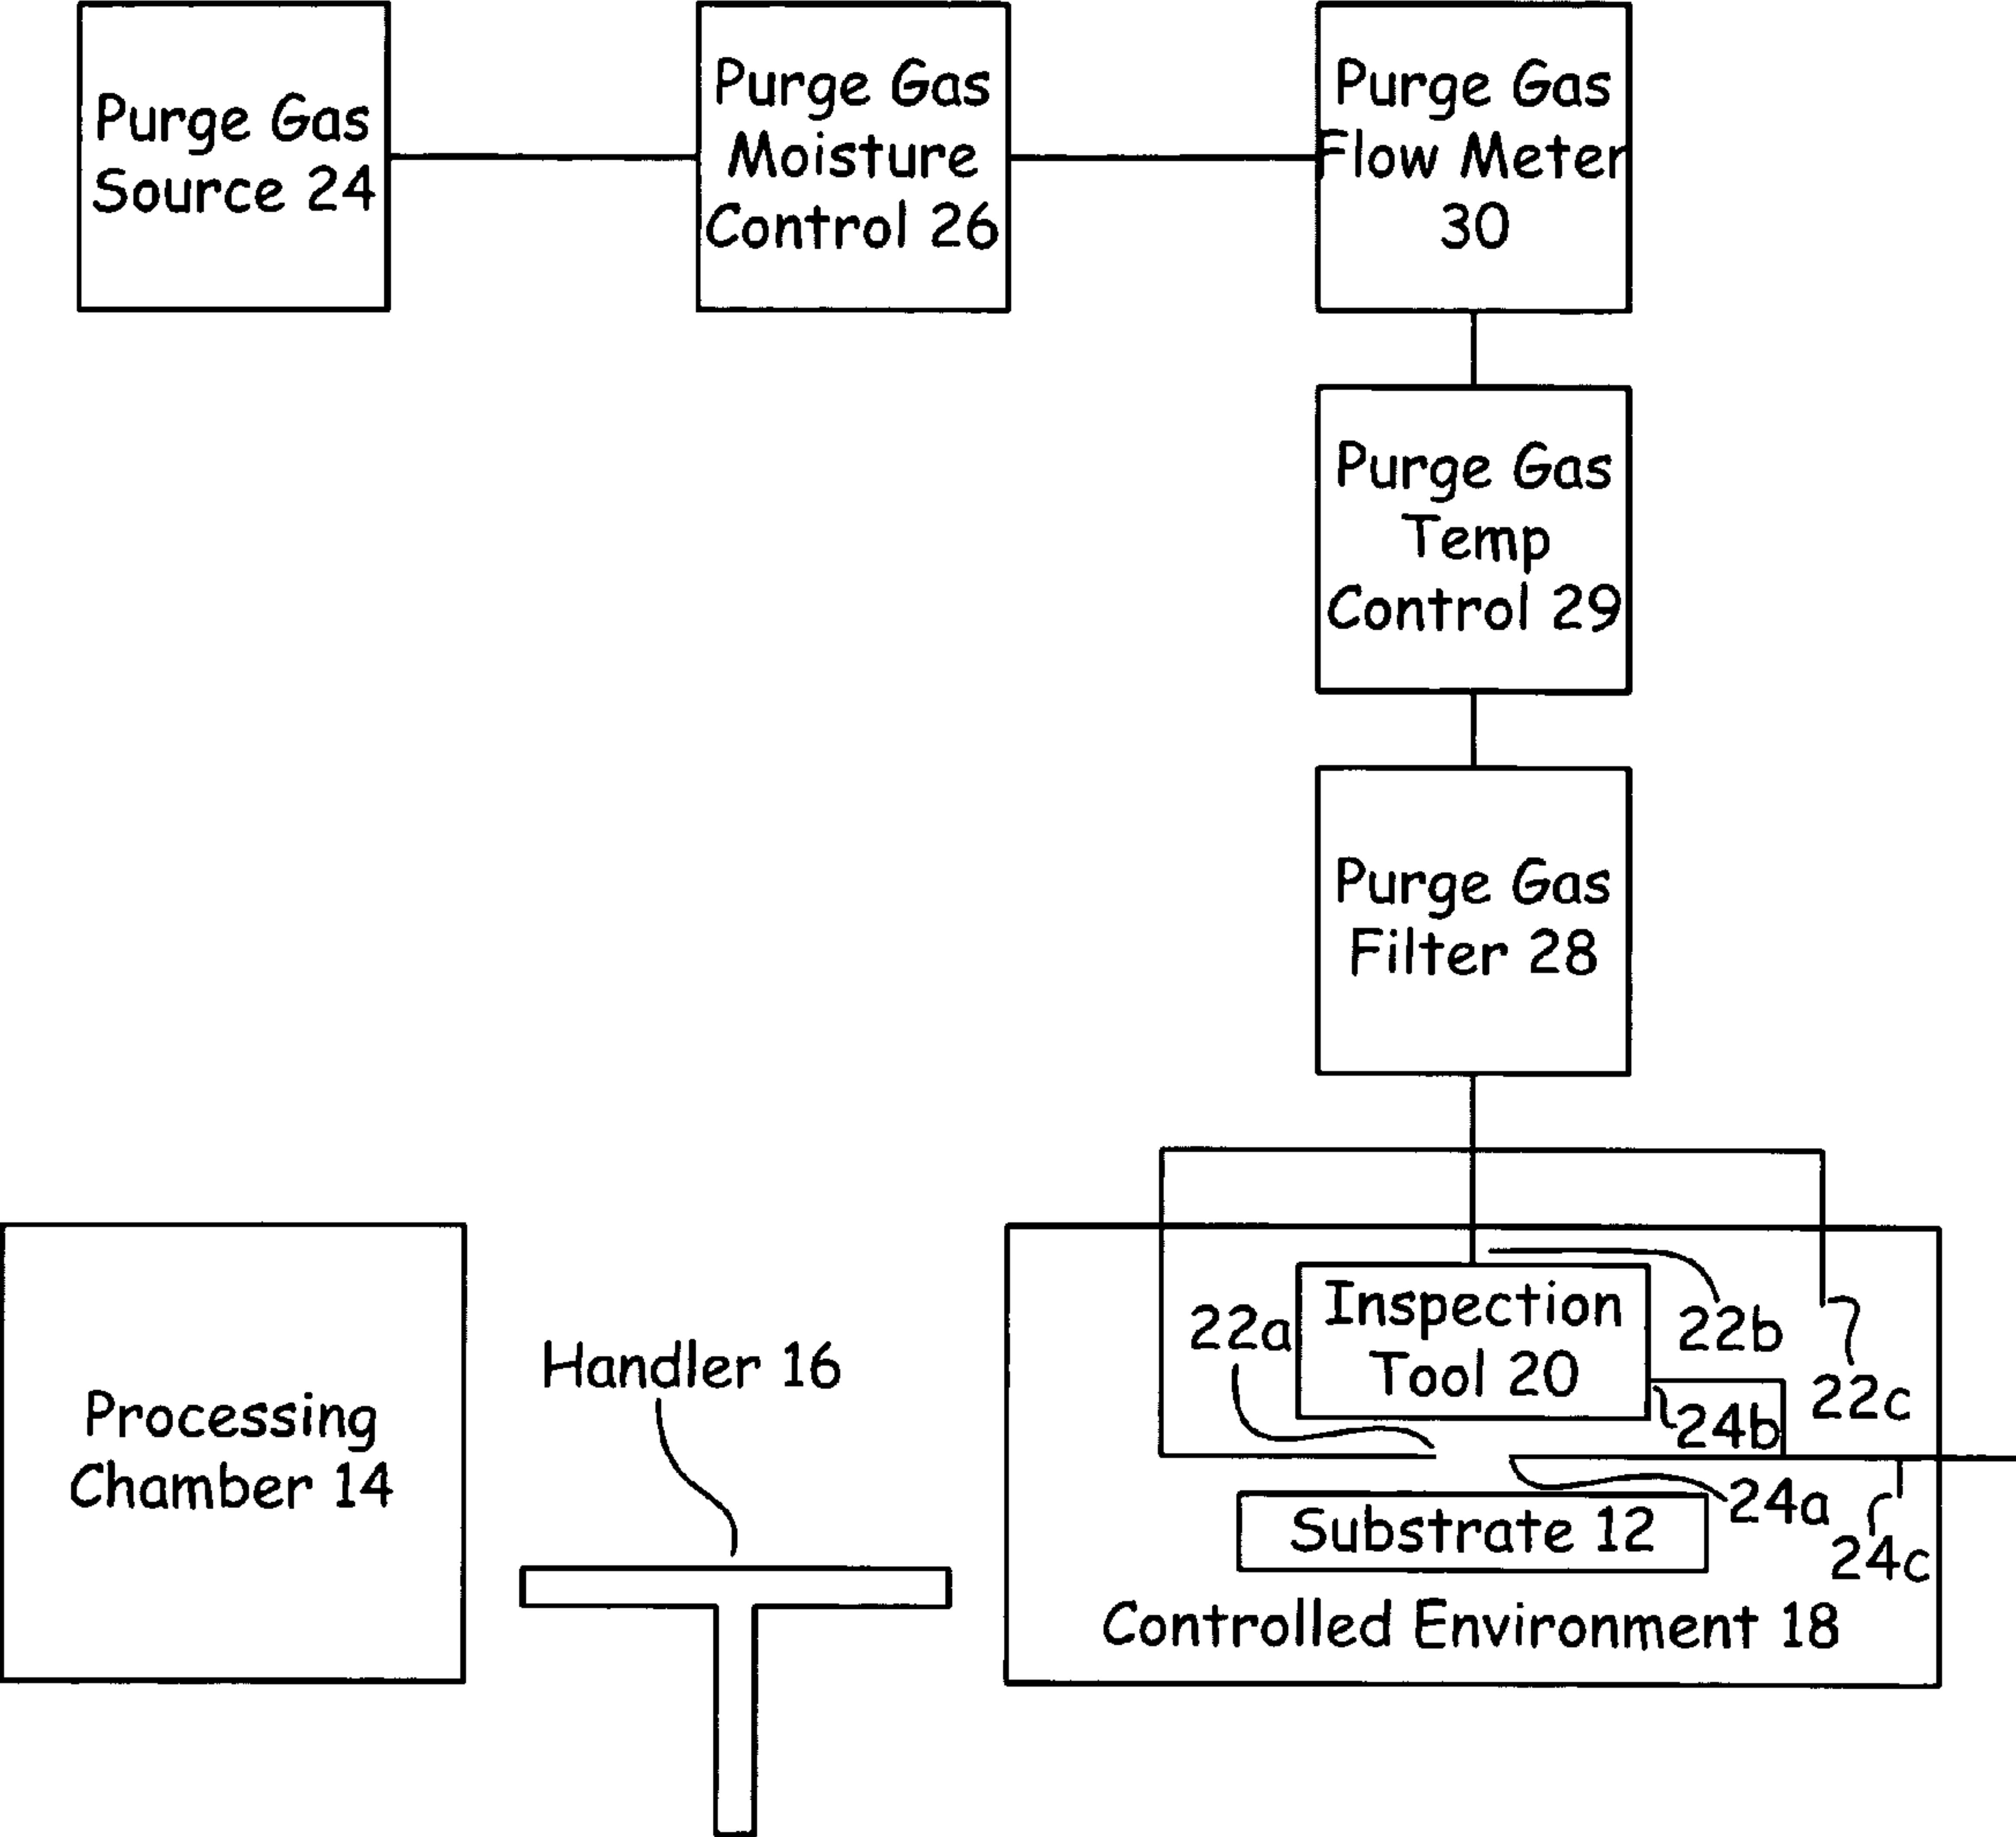 Purge Gas
Source 24
Purge Gas
Moisture
Control 26
Purge Gas
Flow Meter
30
Purge Gas
Temp
Control 29
Purge Gas
Filter 28
Processing
Chamber 14
Handler 16
Inspection
Tool 20
22a
22b
22c
24b
24a
24c
Substrate 12
Controlled Environment 18